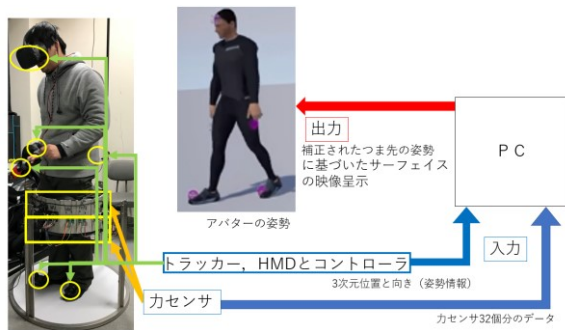 出力
補正されたつま先の姿勢
に基づいたサーフェイス
の映像呈示
ＰＣ
アバターの姿勢
入力
トラッカー，HMDとコントローラ
3次元位置と向き（姿勢情報）
力センサ
力センサ32個分のデータ